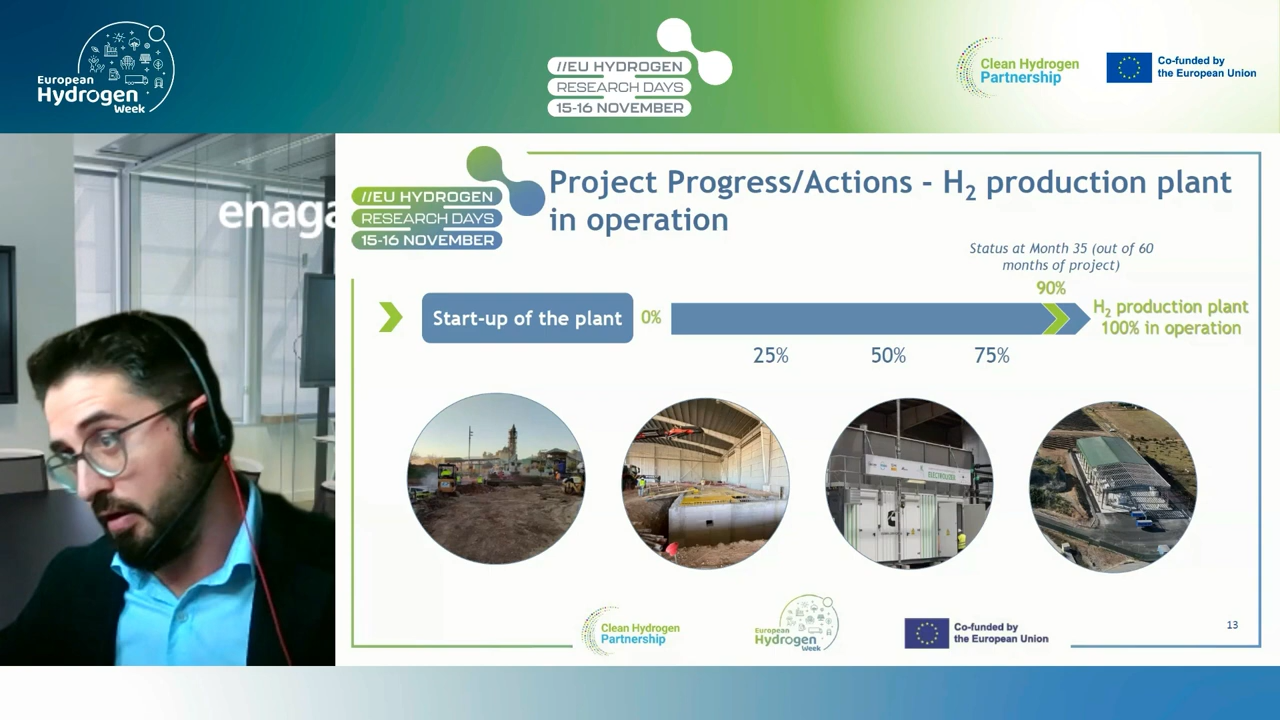 European
Hydrogen
Week
//EU HYDROGEN
RESEARCH DAYS
15-16 NOVEMBER
Clean Hydrogen
Partnership
Co-funded by
the European Union
enaga
//EU HYDROGEN
RESEARCH DAYS
15-16 NOVEMBER
Project Progress/Actions - H₂ production plant
in operation
Status at Month 35 (out of 60
months of project)
90%
Start-up of the plant
0%
H₂ production plant
100% in operation
25%
50%
75%
ELECTROLYZER
Clean Hydrogen
Partnership
European
Hydrogen
Week
Co-funded by
the European Union
13